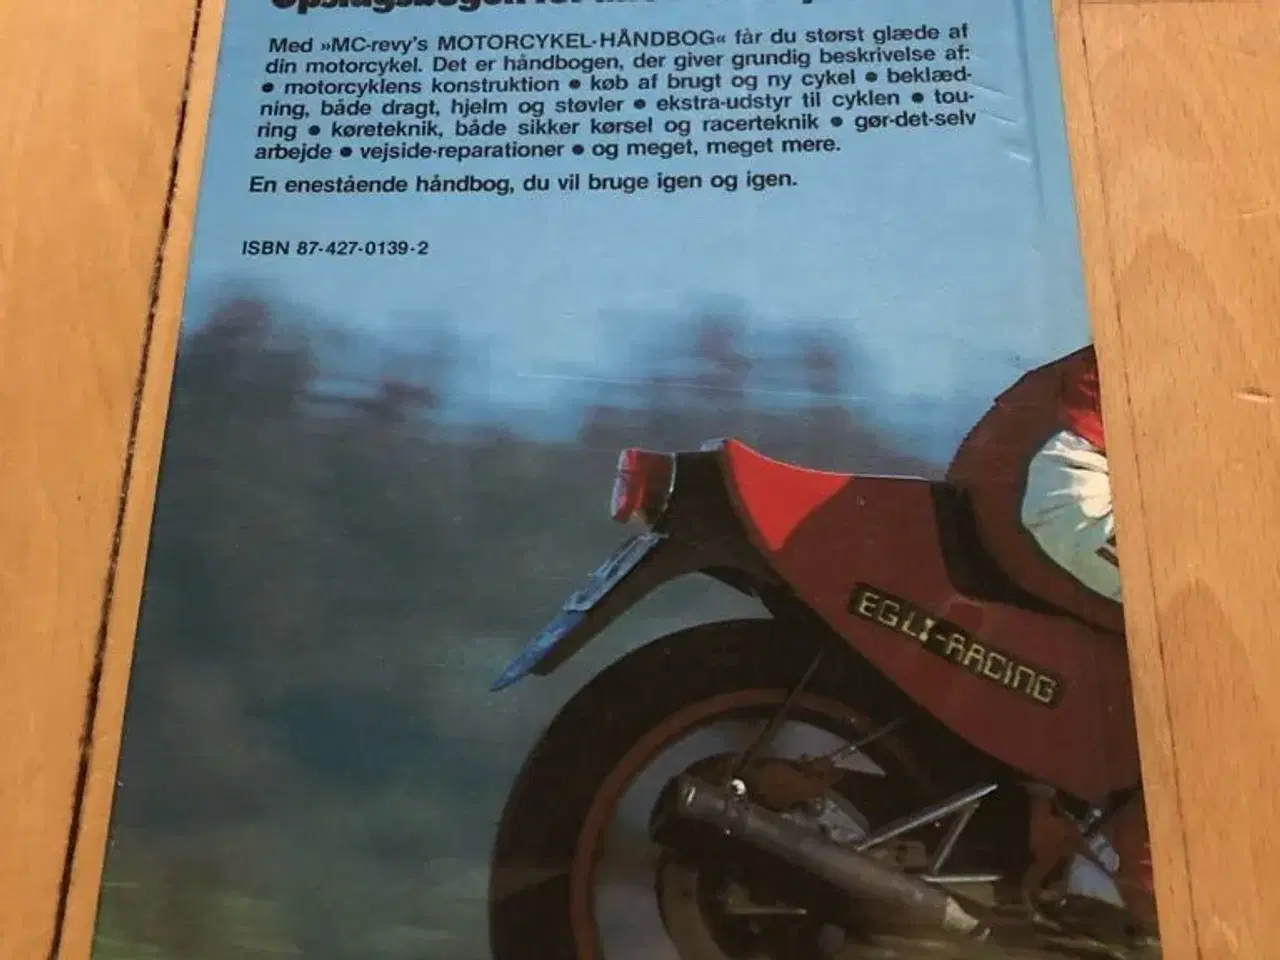 Opslagsbogen for
Med »MC-revy's MOTORCYKEL-HÅNDBOG« får du størst glæde af
din motorcykel. Det er håndbogen, der giver grundig beskrivelse af:
● motorcyklens konstruktion ● køb af brugt og ny cykel ● beklæd-
ning, både dragt, hjelm og støvler ● ekstra-udstyr til cyklen ● tou-
ring ● køreteknik, både sikker kørsel og racerteknik ● gør-det-selv
arbejde ● vejside-reparationer ● og meget, meget mere.
En enestående håndbog, du vil bruge igen og igen.
ISBN 87-427-0139-2
EGLI-RACING